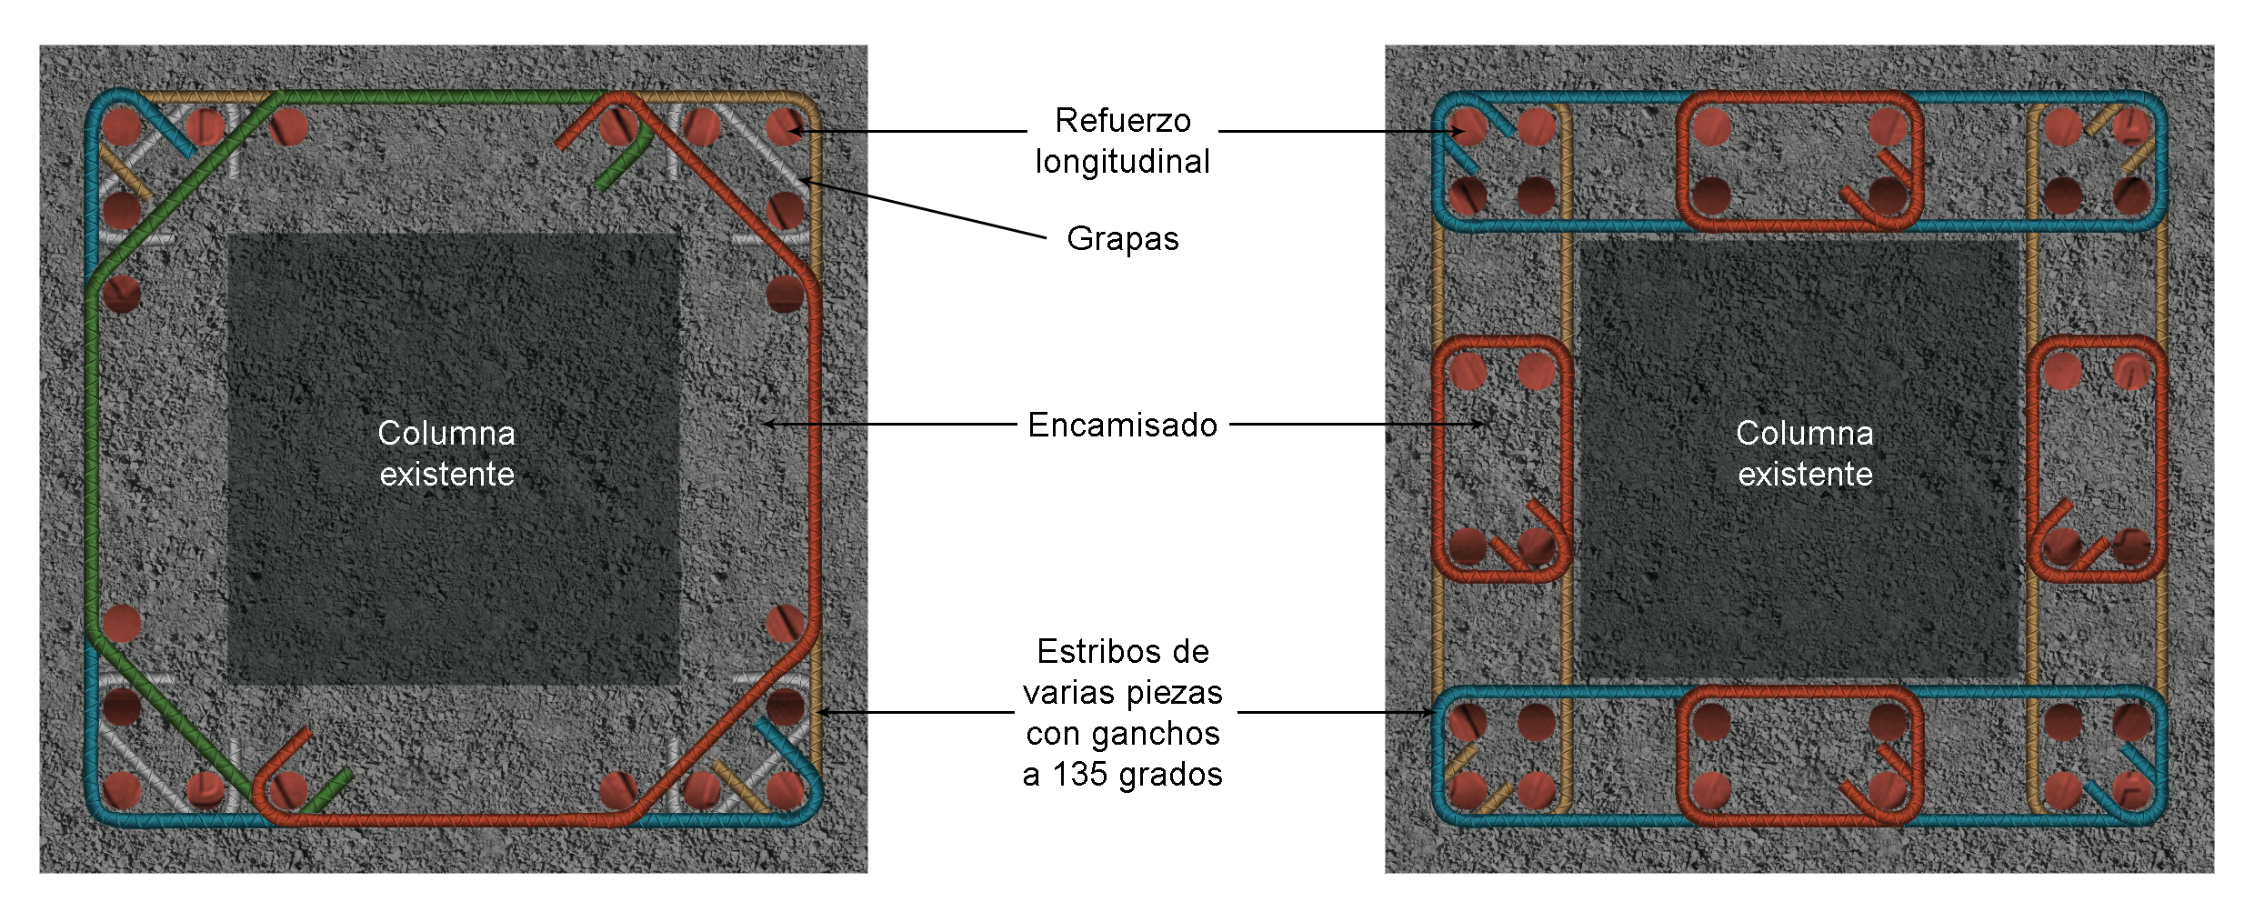 Refuerzo
longitudinal
Grapas
Encamisado
Columna
existente
Columna
existente
Estribos de
varias piezas
con ganchos
a 135 grados